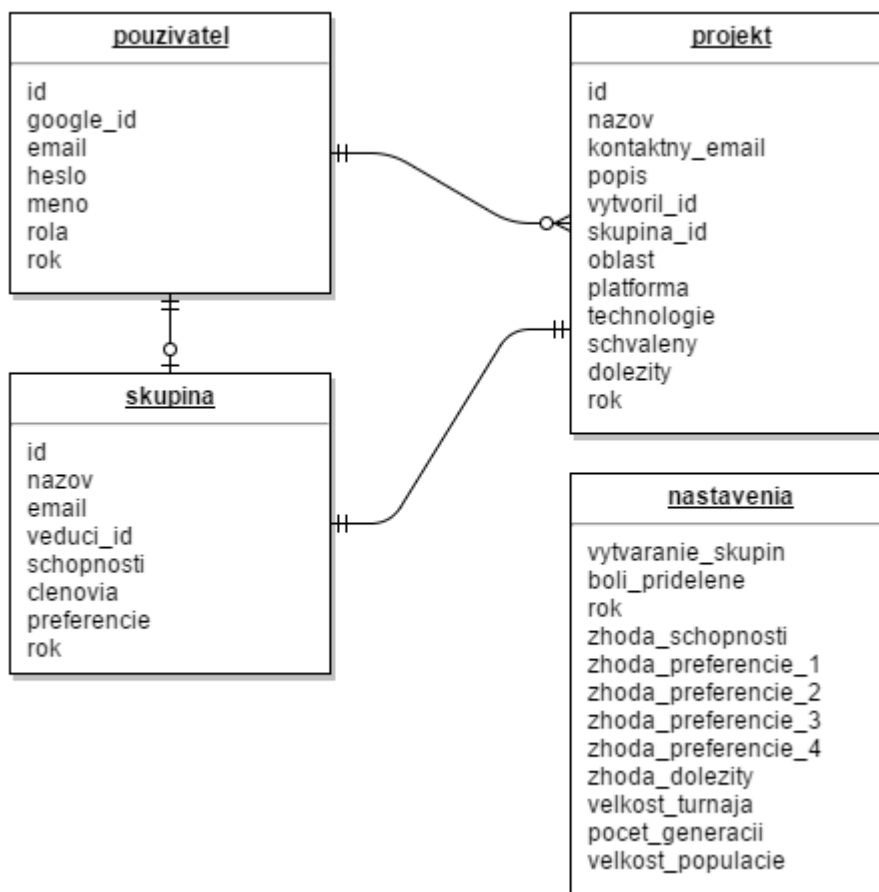 pouzivatel
id
google_id
email
heslo
meno
rola
rok
projekt
id
nazov
kontaktny_email
popis
vytvoril_id
skupina_id
oblast
platforma
technologie
schvaleny
dolezity
rok
skupina
id
nazov
email
veduci_id
schopnosti
clenovia
preferencie
rok
nastavenia
vytvaranie_skupin
boli_pridelene
rok
zhoda_schopnosti
zhoda_preferencie_1
zhoda_preferencie_2
zhoda_preferencie_3
zhoda_preferencie_4
zhoda_dolezity
velkost_turnaja
pocet_generacii
velkost_populacie